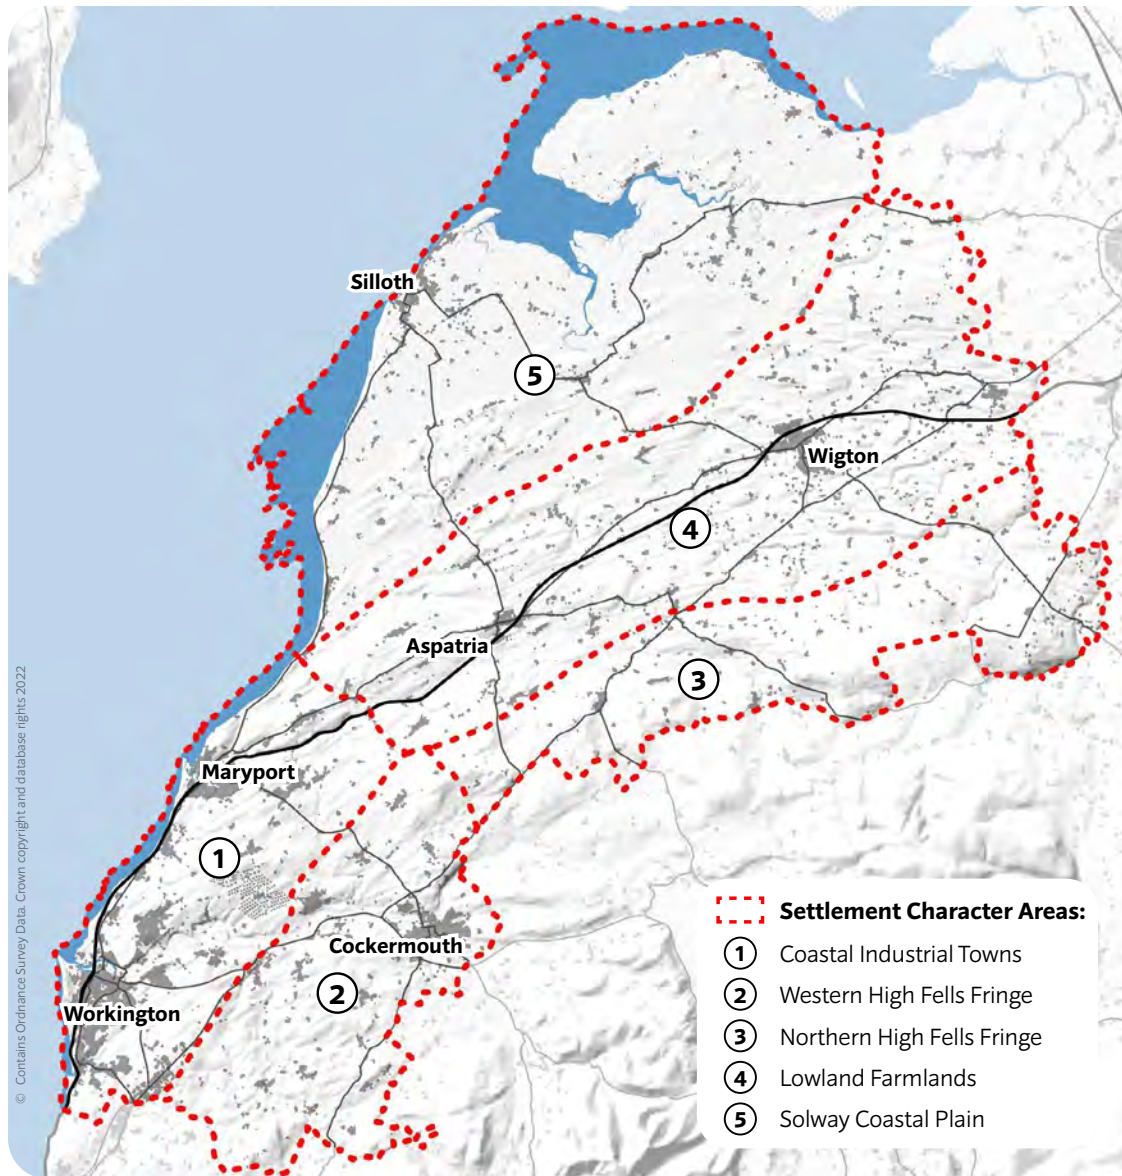 Silloth
5
Wigton
4
Aspatria
3
Maryport
1
Cockermouth
2
Workington
© Contains Ordnance Survey Data. Crown copyright and database rights 2022
Settlement Character Areas:
1 Coastal Industrial Towns
2 Western High Fells Fringe
3 Northern High Fells Fringe
4 Lowland Farmlands
5 Solway Coastal Plain